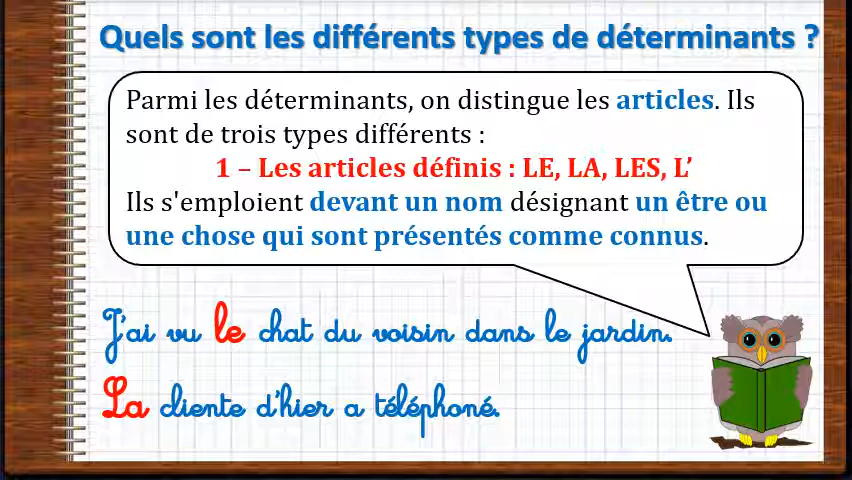 Quels sont les différents types de déterminants ?
Parmi les déterminants, on distingue les articles. Ils
sont de trois types différents :
1 – Les articles définis : LE, LA, LES, L’
Ils s'emploient devant un nom désignant un être ou
une chose qui sont présentés comme connus.
J'ai vu le chat du voisin dans le jardin.
La cliente d'hier a téléphoné.